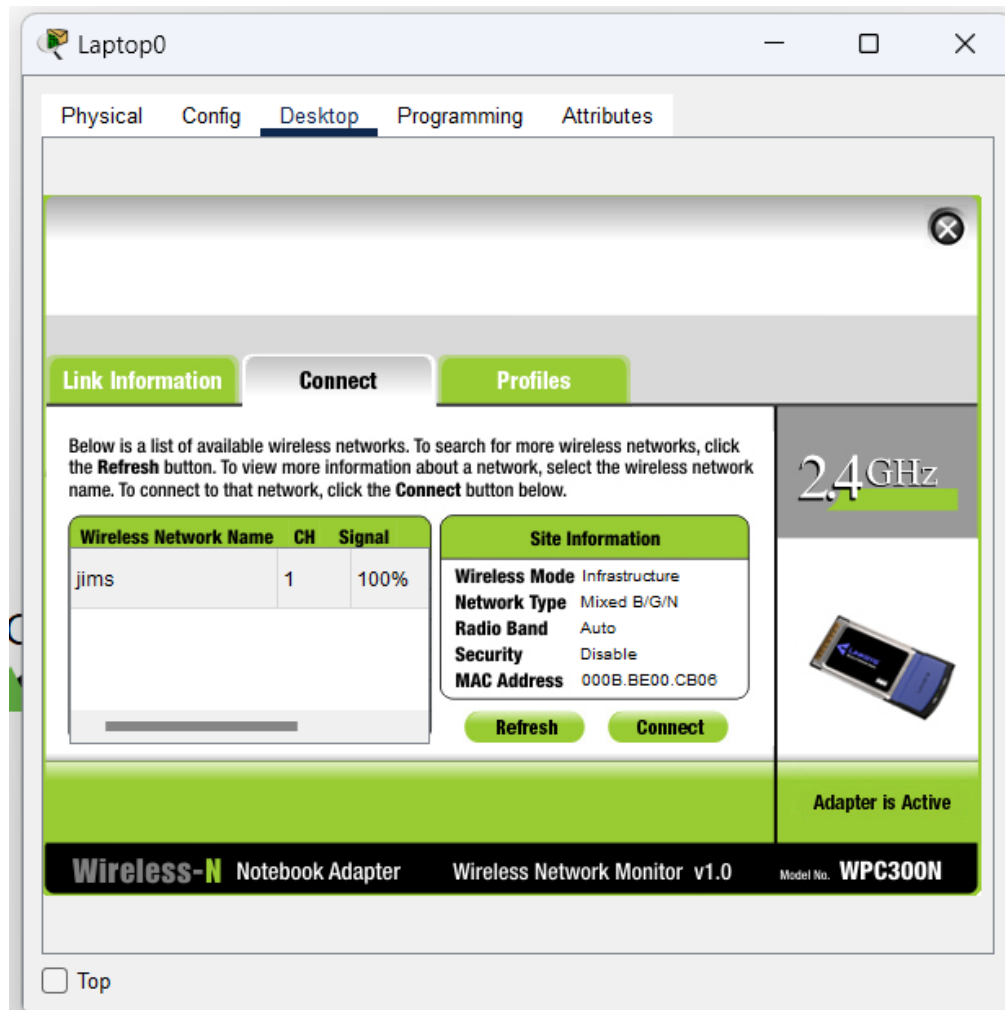 Laptop0
Physical Config Desktop Programming Attributes
Link Information Connect Profiles
Below is a list of available wireless networks. To search for more wireless networks, click
the Refresh button. To view more information about a network, select the wireless network
name. To connect to that network, click the Connect button below.
2.4GHz
Wireless Network Name CH Signal
jims 1 100%
Site Information
Wireless Mode Infrastructure
Network Type Mixed B/G/N
Radio Band Auto
Security Disable
MAC Address 000B.BE00.CB06
Refresh Connect
Adapter is Active
Wireless-N Notebook Adapter Wireless Network Monitor v1.0 Model No. WPC300N
Top